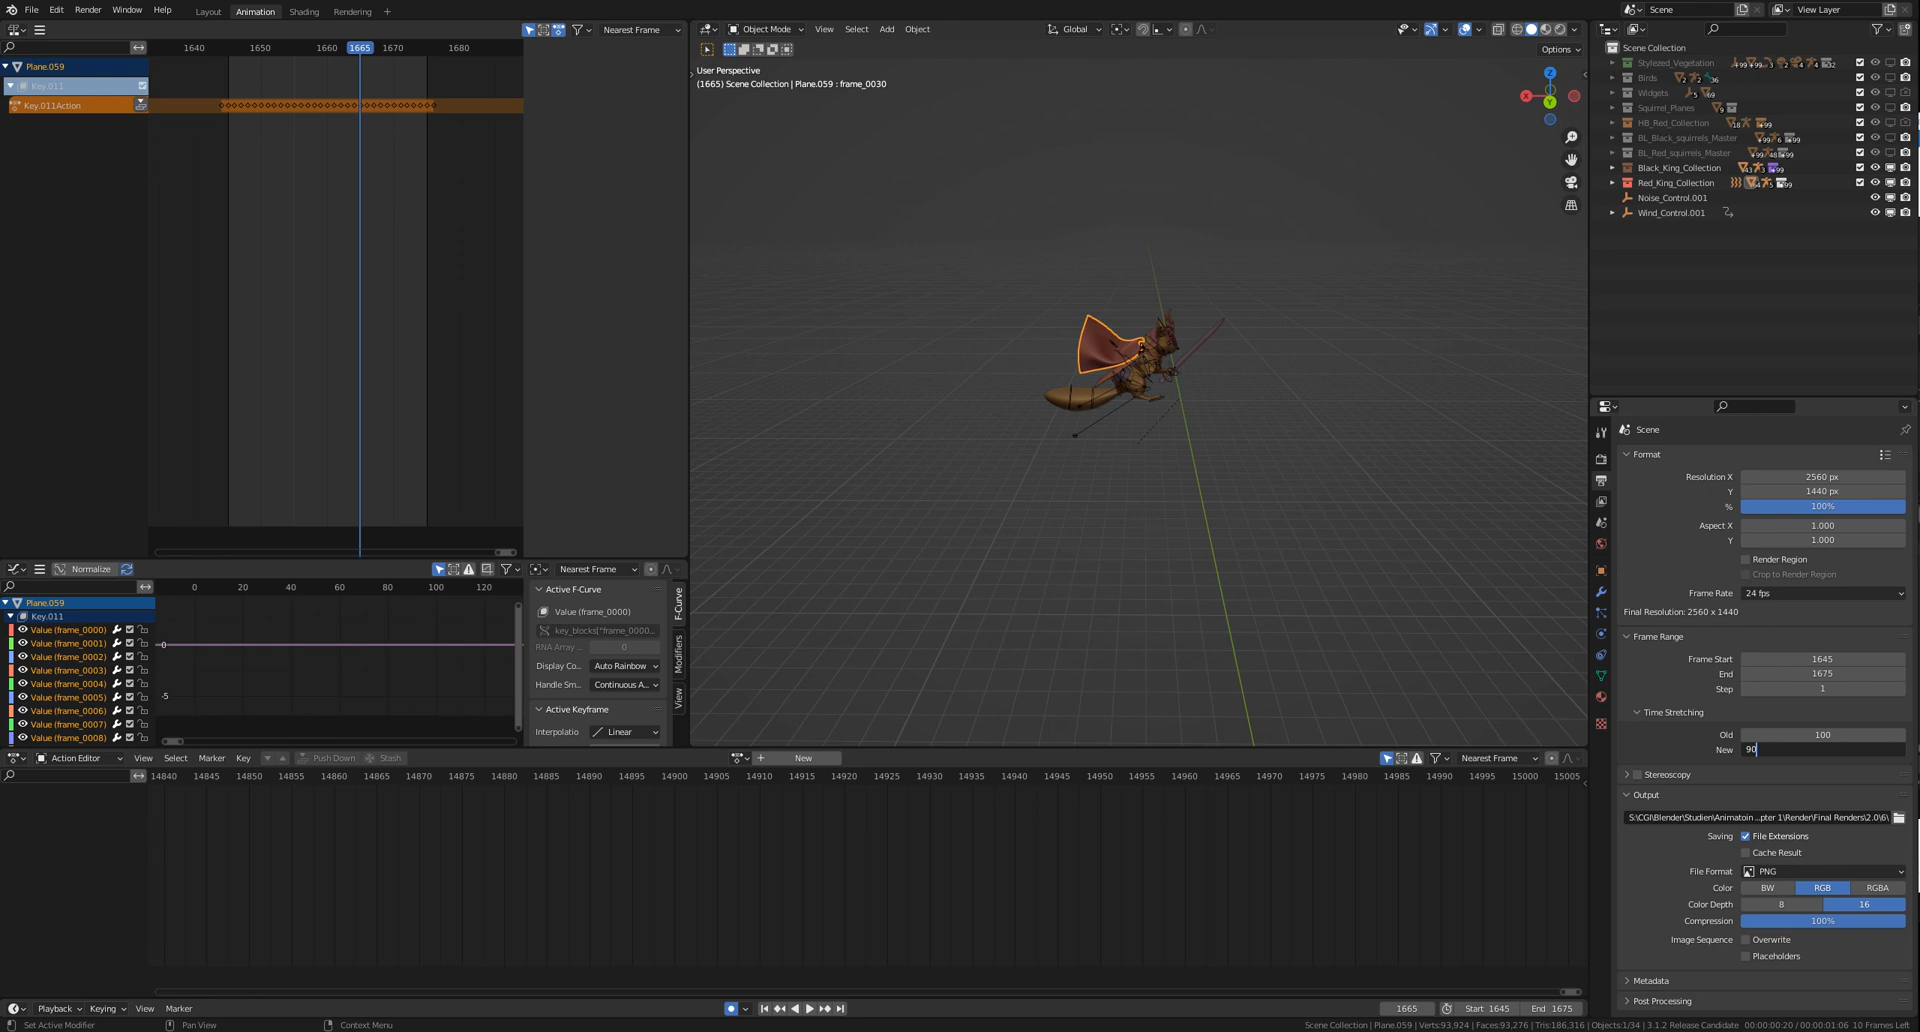 File Edit Render Window Help Layout Animation Shading Rendering + Scene View Layer
Nearest Frame
1640 1650 1660 1665 1670 1680
Plane.059
Key.011
Key.011Action
Object Mode View Select Add Object Global
Options
User Perspective
(1665) Scene Collection | Plane.059 : frame_0030
Z
X
Y
Scene Collection
Stylezed_Vegetation
Birds
Widgets
Squirrel_Planes
HB_Red_Collection
BL_Black_squirrels_Master
BL_Red_squirrels_Master
Black_King_Collection
Red_King_Collection
Noise_Control.001
Wind_Control.001
Scene
Format
Resolution X 2560 px
Y 1440 px
% 100%
Aspect X 1.000
Y 1.000
Render Region
Crop to Render Region
Frame Rate 24 fps
Final Resolution: 2560 x 1440
Frame Range
Frame Start 1645
End 1675
Step 1
Time Stretching
Old 100
New 90
Stereoscopy
Output
S:\CGI\Blender\Studien\Animatoin ...pter 1\Render\Final Renders\2.0\6\
Saving File Extensions
Cache Result
File Format PNG
Color BW RGB RGBA
Color Depth 8 16
Compression 100%
Image Sequence Overwrite
Placeholders
Metadata
Post Processing
Normalize Nearest Frame
0 20 40 60 80 100 120
Plane.059
Key.011
Value (frame_0000)
Value (frame_0001)
Value (frame_0002)
Value (frame_0003)
Value (frame_0004)
Value (frame_0005)
Value (frame_0006)
Value (frame_0007)
Value (frame_0008)
0
-5
Active F-Curve
Value (frame_0000)
key_blocks["frame_0000...
RNA Array ... 0
Display Co... Auto Rainbow
Handle Sm... Continuous A...
Active Keyframe
Interpolatio Linear
F-Curve
Modifiers
View
Action Editor View Select Marker Key Push Down Stash + New Nearest Frame
14840 14845 14850 14855 14860 14865 14870 14875 14880 14885 14890 14895 14900 14905 14910 14915 14920 14925 14930 14935 14940 14945 14950 14955 14960 14965 14970 14975 14980 14985 14990 14995 15000 15005
Playback Keying View Marker 1665 Start 1645 End 1675
Set Active Modifier Pan View Context Menu Scene Collection | Plane.059 | Verts:93,924 | Faces:93,276 | Tris:186,316 | Objects:1/34 | 3.1.2 Release Candidate 00:00:00:20 / 00:00:01:06 10 Frames Left